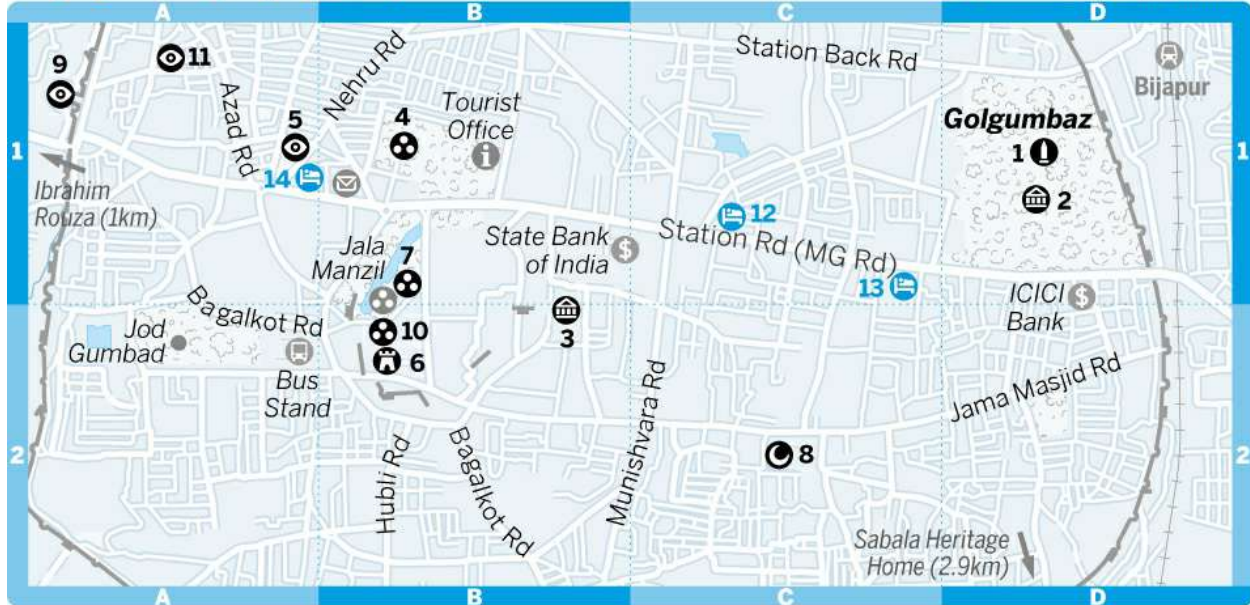 A
B
C
D
9
11
Azad Rd
Nehru Rd
4
Tourist
Office
Station Back Rd
Bijapur
5
Golgumbaz
1
1
1
14
Ibrahim
Rouza (1km)
2
12
Jala
Manzil
7
State Bank
of India
$
Station Rd (MG Rd)
13
ICICI
Bank
$
Bagalkot Rd
Jod
Gumbad
10
3
6
Bus
Stand
Jama Masjid Rd
Munishvara Rd
2
8
2
Hubli Rd
Bagalkot Rd
Sabala Heritage
Home (2.9km)
A
B
C
D